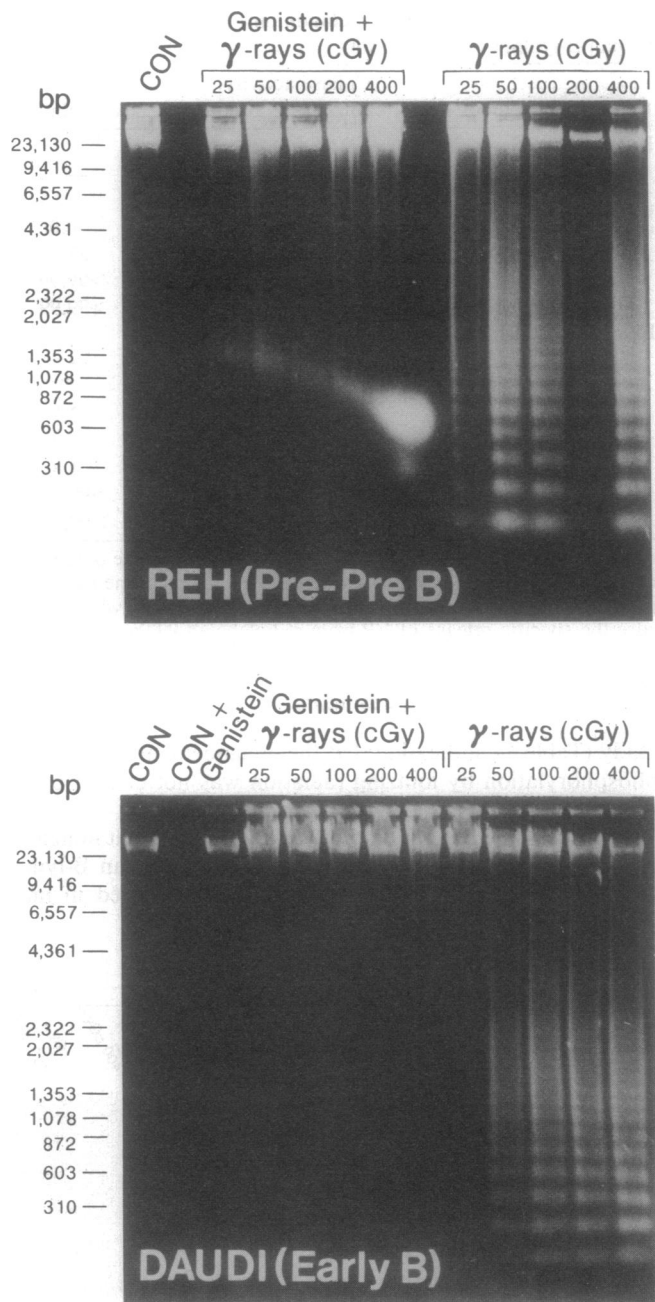 Genistein +
CON γ-rays (cGy) γ-rays (cGy)
bp 25 50 100 200 400 25 50 100 200 400
23,130
9,416
6,557
4,361
2,322
2,027
1,353
1,078
872
603
310
REH (Pre-Pre B)
CON CON + Genistein Genistein +
γ-rays (cGy) γ-rays (cGy)
bp 25 50 100 200 400 25 50 100 200 400
23,130
9,416
6,557
4,361
2,322
2,027
1,353
1,078
872
603
310
DAUDI (Early B)